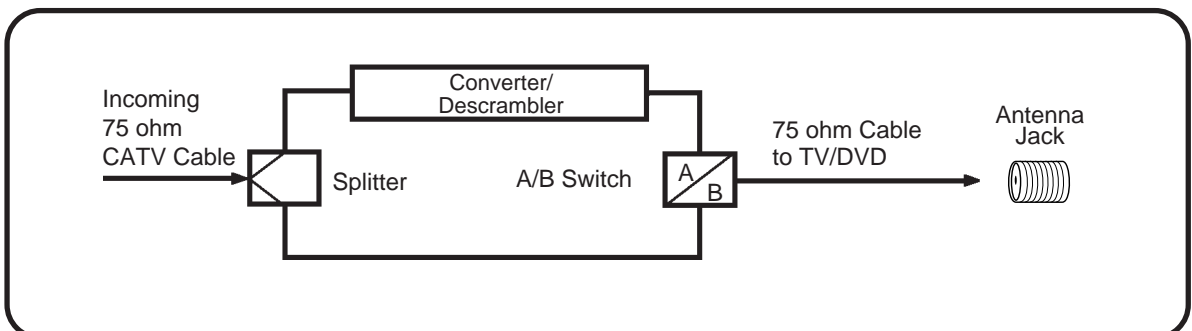 Incoming
75 ohm
CATV Cable
Converter/
Descrambler
Splitter
A/B Switch
A
B
75 ohm Cable
to TV/DVD
Antenna
Jack